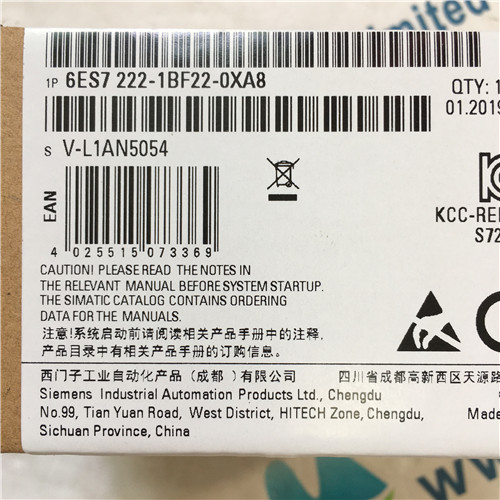 1P 6ES7 222-1BF22-0XA8
QTY: 1
01.2019
S V-L1AN5054
KCC-RE
S72
EAN
4 025515 073369
CAUTION! PLEASE READ THE NOTES IN
THE RELEVANT MANUAL BEFORE SYSTEM STARTUP.
THE SIMATIC CATALOG CONTAINS ORDERING
DATA FOR THE MANUALS.
注意!系统启动前请阅读相关产品手册中的注释,
产品目录中有相关手册的订购信息。
西门子工业自动化产品(成都)有限公司
四川省成都高新西区天源路
Siemens Industrial Automation Products Ltd., Chengdu
No.99, Tian Yuan Road, West District, HITECH Zone, Chengdu,
Made
Sichuan Province, China